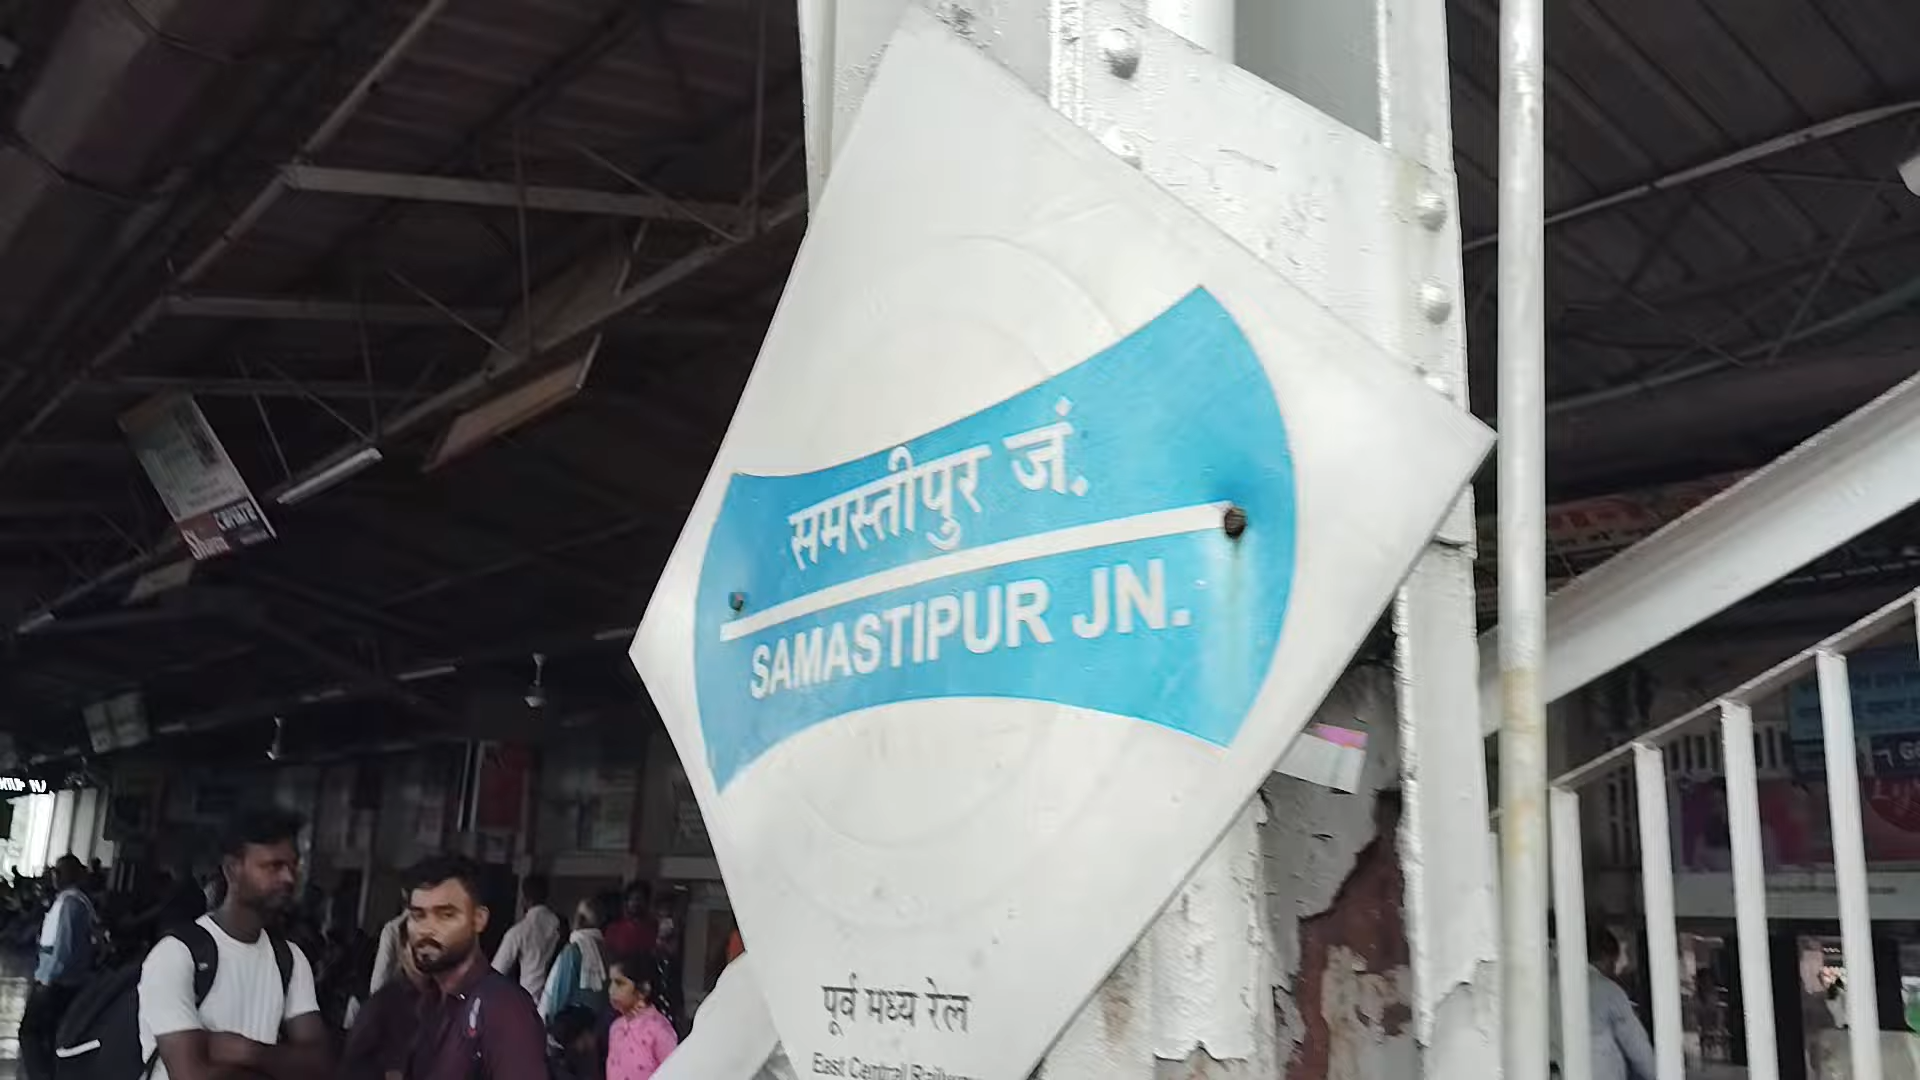 समस्तीपुर जं.
SAMASTIPUR JN.
पूर्व मध्य रेल
East Central Railway